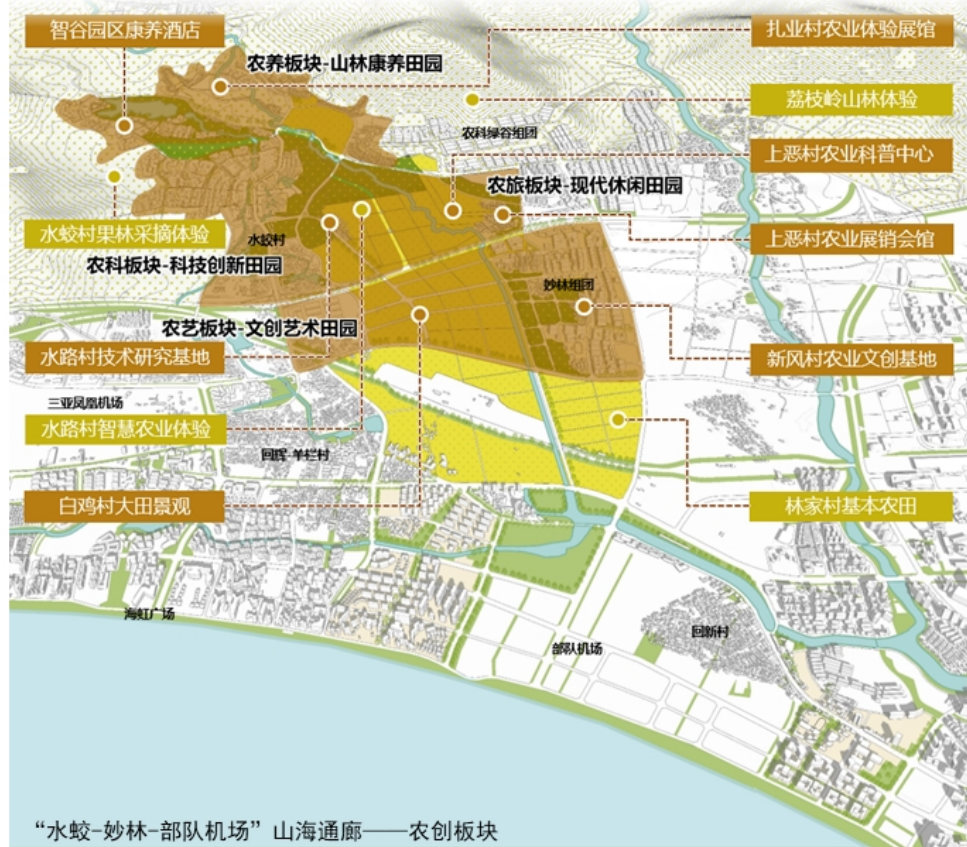 智谷园区康养酒店
扎业村农业体验展馆
农养板块-山林康养田园
荔枝岭山林体验
农科绿谷组团
上恶村农业科普中心
农旅板块-现代休闲田园
水蛟村果林采摘体验
水蛟村
上恶村农业展销会馆
农科板块-科技创新田园
妙林组团
农艺板块-文创艺术田园
水路村技术研究基地
新风村农业文创基地
三亚凤凰机场
水路村智慧农业体验
回辉-单栏村
白鸡村大田景观
林家村基本农田
海虹广场
回新村
部队机场
“水蛟-妙林-部队机场”山海通廊——农创板块